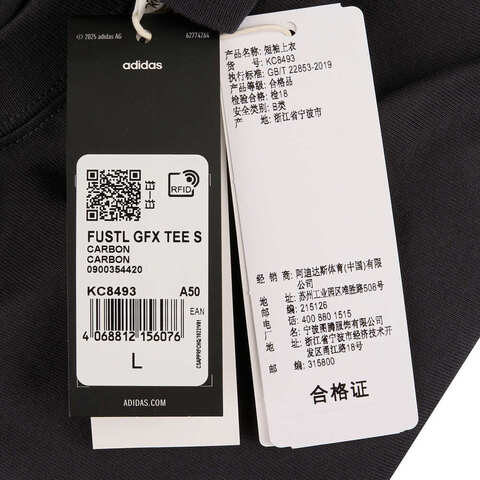 © 2025 adidas AG
62774764
adidas
RFID
FUSTL GFX TEE S
CARBON
CARBON
0900354420
KC8493 A50
EAN
4 068812 156076
L
ADIDAS.COM
产品名称: 短袖上衣
货 号: KC8493
执行标准: GB/T 22853-2019
产品等级: 合格品
检验合格: 检18
安全类别: B类
产 地: 浙江省宁波市
经 销 商: 阿迪达斯体育(中国)有限
公司
地 址: 苏州工业园区唯胜路508号
邮 编: 215126
电 话: 400 880 1515
厂 名: 宁波图腾服饰有限公司
地 址: 浙江省宁波市经济技术开
发区甬江路18号
邮 编: 315800
合格证